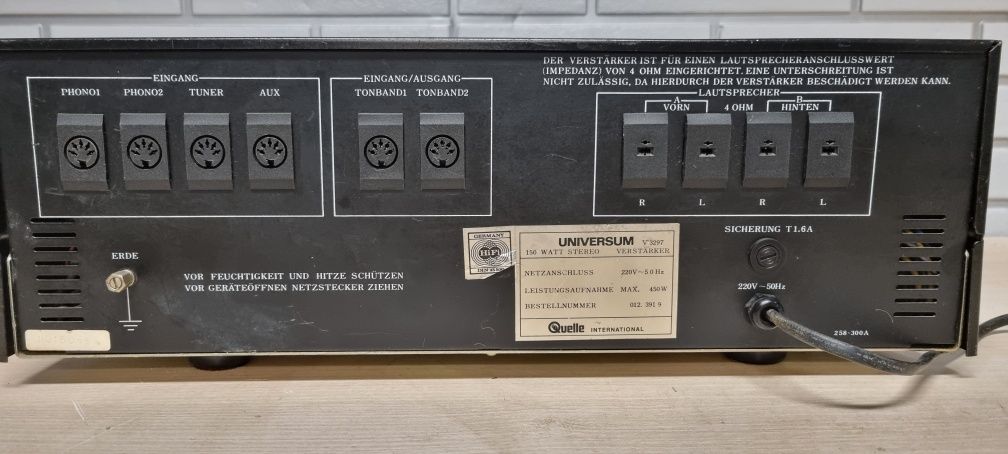 DER VERSTÄRKER IST FÜR EINEN LAUTSPRECHERANSCHLUSSWERT
(IMPEDANZ) VON 4 OHM EINGERICHTET. EINE UNTERSCHREITUNG IST
NICHT ZULÄSSIG, DA HIERDURCH DER VERSTÄRKER BESCHÄDIGT WERDEN KANN.
EINGANG
PHONO1 PHONO2 TUNER AUX
EINGANG/AUSGANG
TONBAND1 TONBAND2
LAUTSPRECHER
A 4 OHM B
VORN HINTEN
R L R L
ERDE
VOR FEUCHTIGKEIT UND HITZE SCHÜTZEN
VOR GERÄTEÖFFNEN NETZSTECKER ZIEHEN
GERMANY
HiFi
DIN
UNIVERSUM V 3297
150 WATT STEREO VERSTÄRKER
NETZANSCHLUSS 220V~50Hz
LEISTUNGSAUFNAHME MAX. 450W
BESTELLNUMMER 012. 391 9
Quelle INTERNATIONAL
SICHERUNG T1.6A
220V~50Hz
258-300A